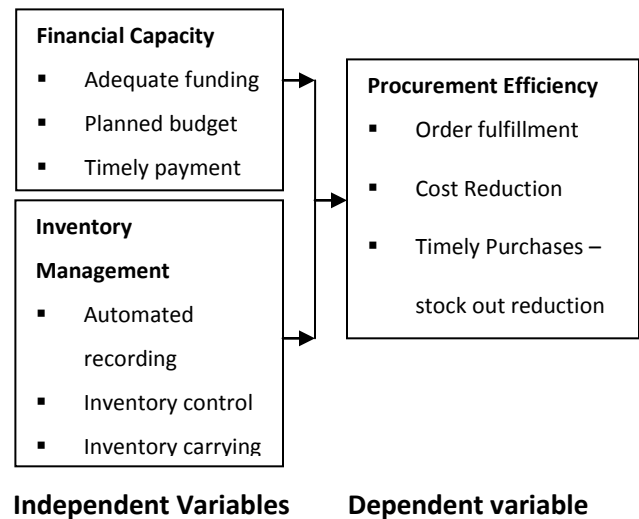 Financial Capacity
▪ Adequate funding
▪ Planned budget
▪ Timely payment
Inventory
Management
▪ Automated
recording
▪ Inventory control
▪ Inventory carrying
Procurement Efficiency
▪ Order fulfillment
▪ Cost Reduction
▪ Timely Purchases –
stock out reduction
Independent Variables
Dependent variable